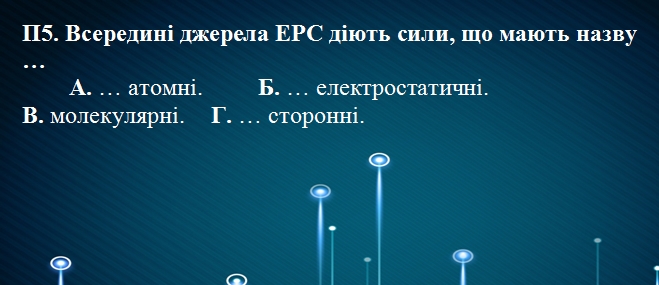 П5. Всередині джерела ЕРС діють сили, що мають назву
…
А. … атомні. Б. … електростатичні.
В. молекулярні. Г. … сторонні.